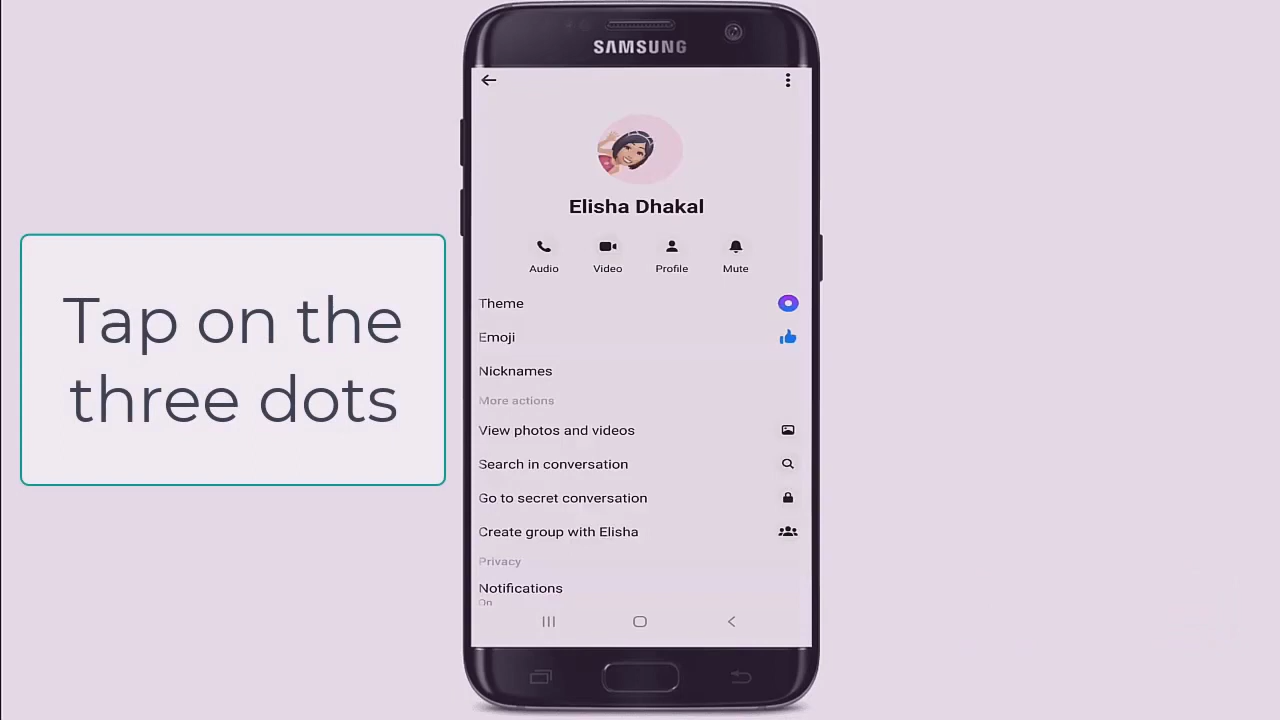 SAMSUNG
Elisha Dhakal
Audio Video Profile Mute
Theme
Emoji
Nicknames
More actions
View photos and videos
Search in conversation
Go to secret conversation
Create group with Elisha
Privacy
Notifications
On
Tap on the
three dots